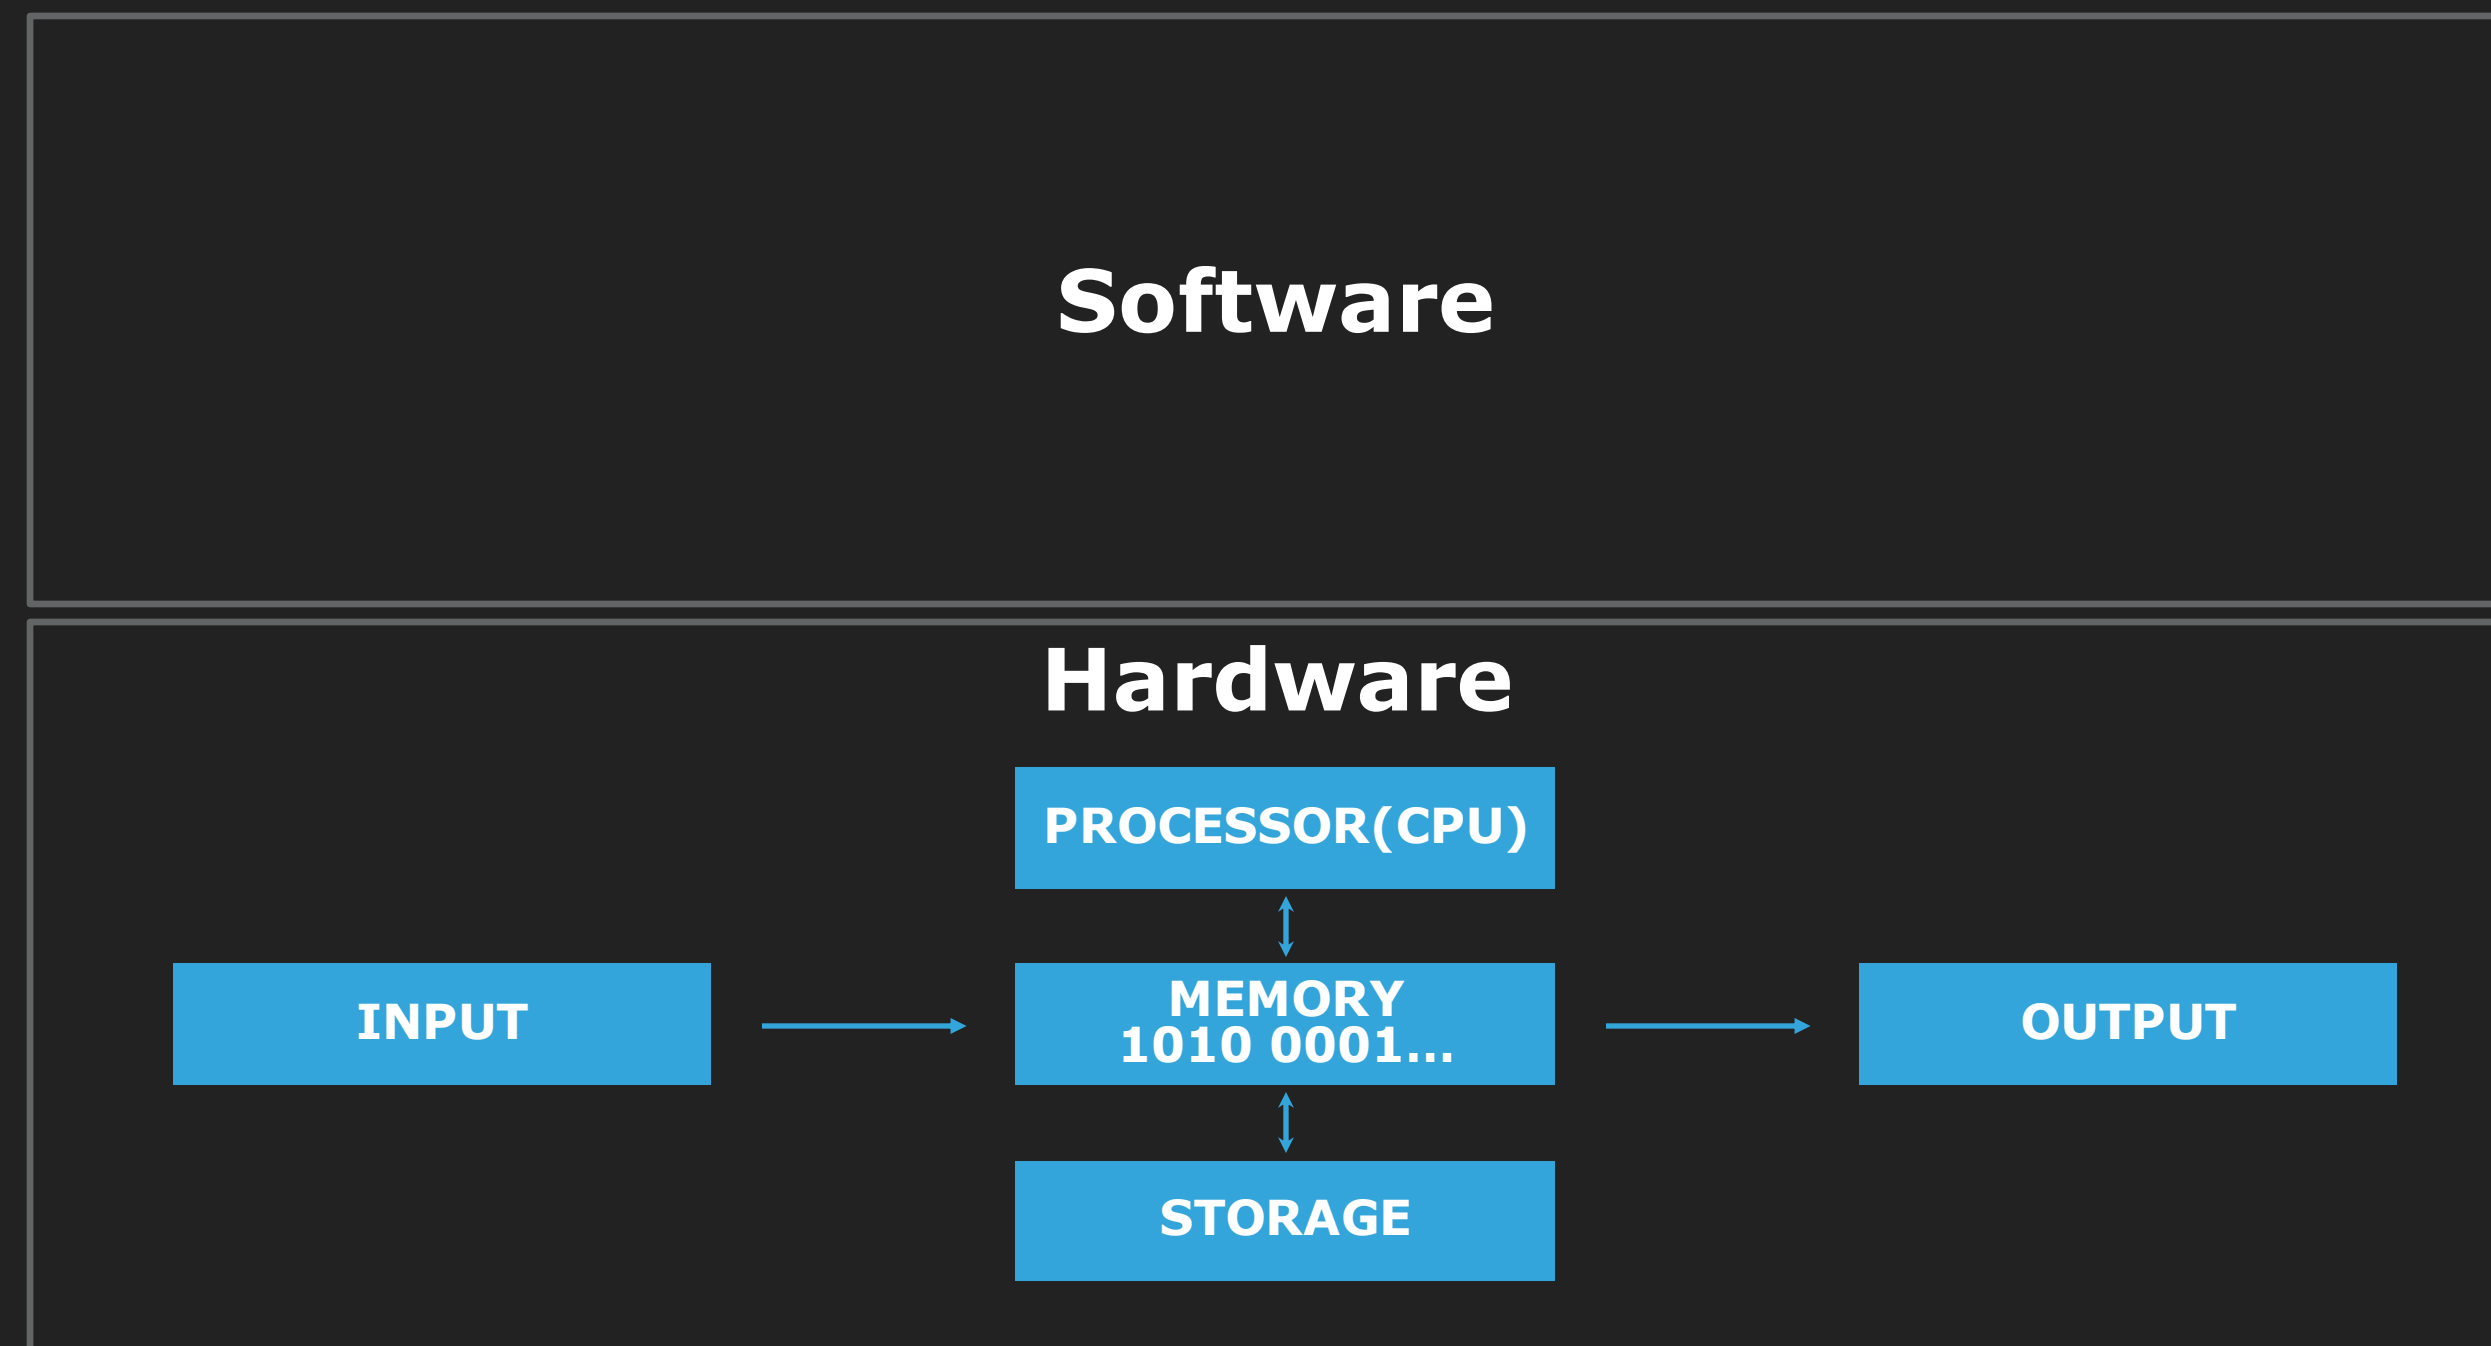 Software
Hardware
PROCESSOR(CPU)
INPUT
MEMORY
1010 0001...
OUTPUT
STORAGE